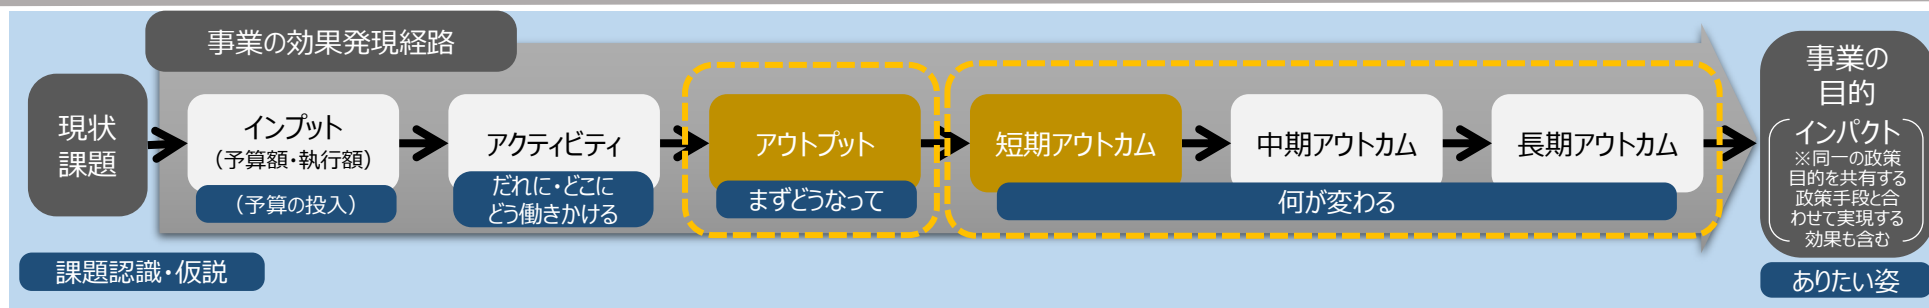 事業の効果発現経路
現状
課題
インプット
（予算額・執行額）
（予算の投入）
アクティビティ
だれに・どこに
どう働きかける
アウトプット
まずどうなって
短期アウトカム
中期アウトカム
長期アウトカム
何が変わる
事業の
目的
インパクト
※同一の政策
目的を共有する
政策手段と合
わせて実現する
効果も含む
課題認識・仮説
ありたい姿